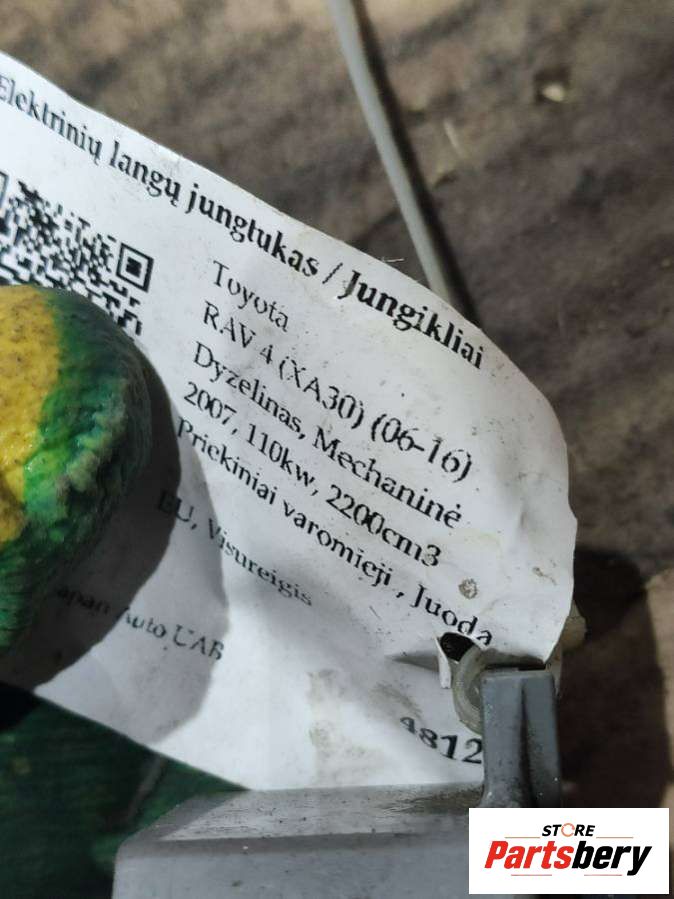 Elektrinių langų jungtukas / Jungikliai
Toyota
RAV 4 (XA30) (06-16)
Dyzelinas, Mechaninė
2007, 110kw, 2200cm3
Priekiniai varomieji , Juoda
EU, Visureigis
Japan Auto UAB
4812
STORE
Partsbery